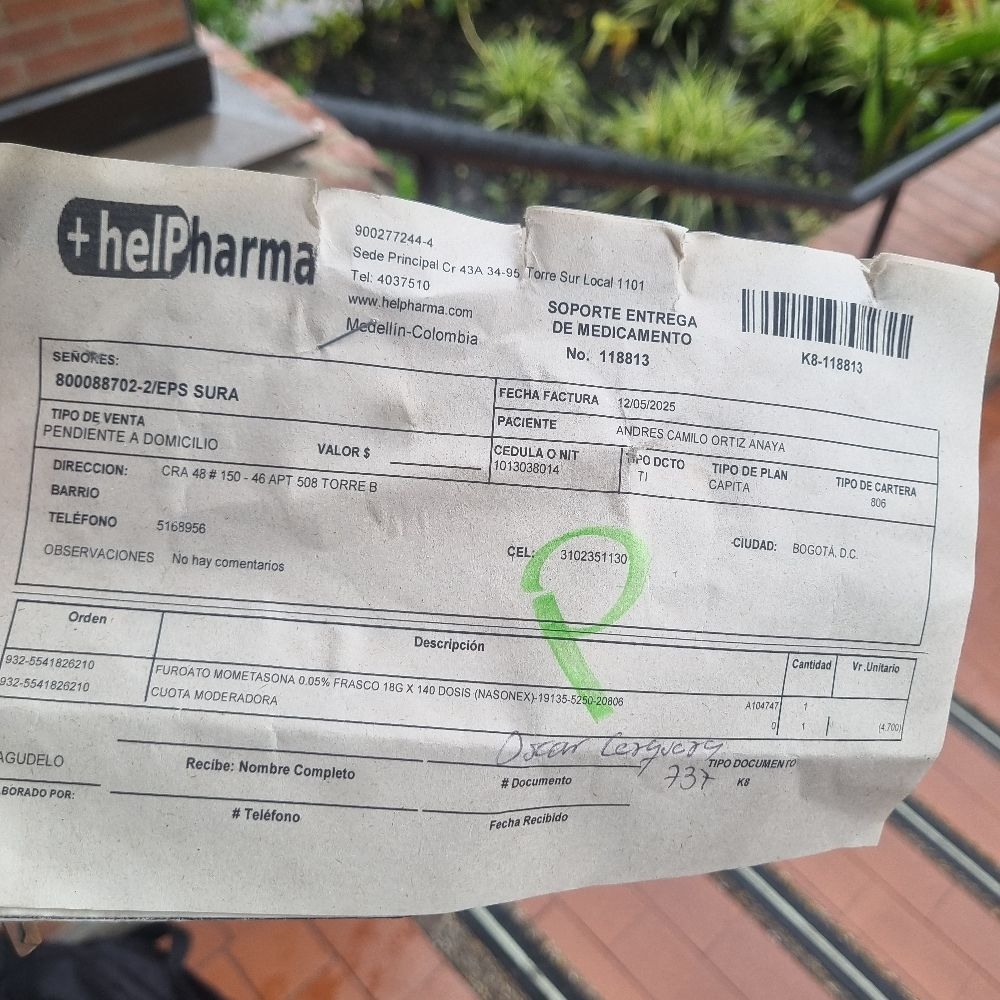 +helPharma
900277244-4
Sede Principal Cr 43A 34-95 Torre Sur Local 1101
Tel: 4037510
www.helpharma.com
Medellín-Colombia
SOPORTE ENTREGA
DE MEDICAMENTO
No. 118813
K8-118813
SEÑORES:
800088702-2/EPS SURA
FECHA FACTURA 12/05/2025
TIPO DE VENTA
PENDIENTE A DOMICILIO
VALOR $
PACIENTE ANDRES CAMILO ORTIZ ANAYA
CEDULA O NIT
1013038014
TIPO DCTO
TI
TIPO DE PLAN
CAPITA
TIPO DE CARTERA
806
DIRECCION: CRA 48 # 150 - 46 APT 508 TORRE B
BARRIO
TELÉFONO 5168956
CEL: 3102351130
CIUDAD: BOGOTÁ, D.C.
OBSERVACIONES No hay comentarios
P
Orden Descripción Cantidad Vr.Unitario
932-5541826210 FUROATO MOMETASONA 0.05% FRASCO 18G X 140 DOSIS (NASONEX)-19135-5250-20806 A104747 1
932-5541826210 CUOTA MODERADORA 0 1 (4.700)
Oscar
737
AGUDELO
BORADO POR:
Recibe: Nombre Completo
# Documento
TIPO DOCUMENTO
K8
# Teléfono
Fecha Recibido